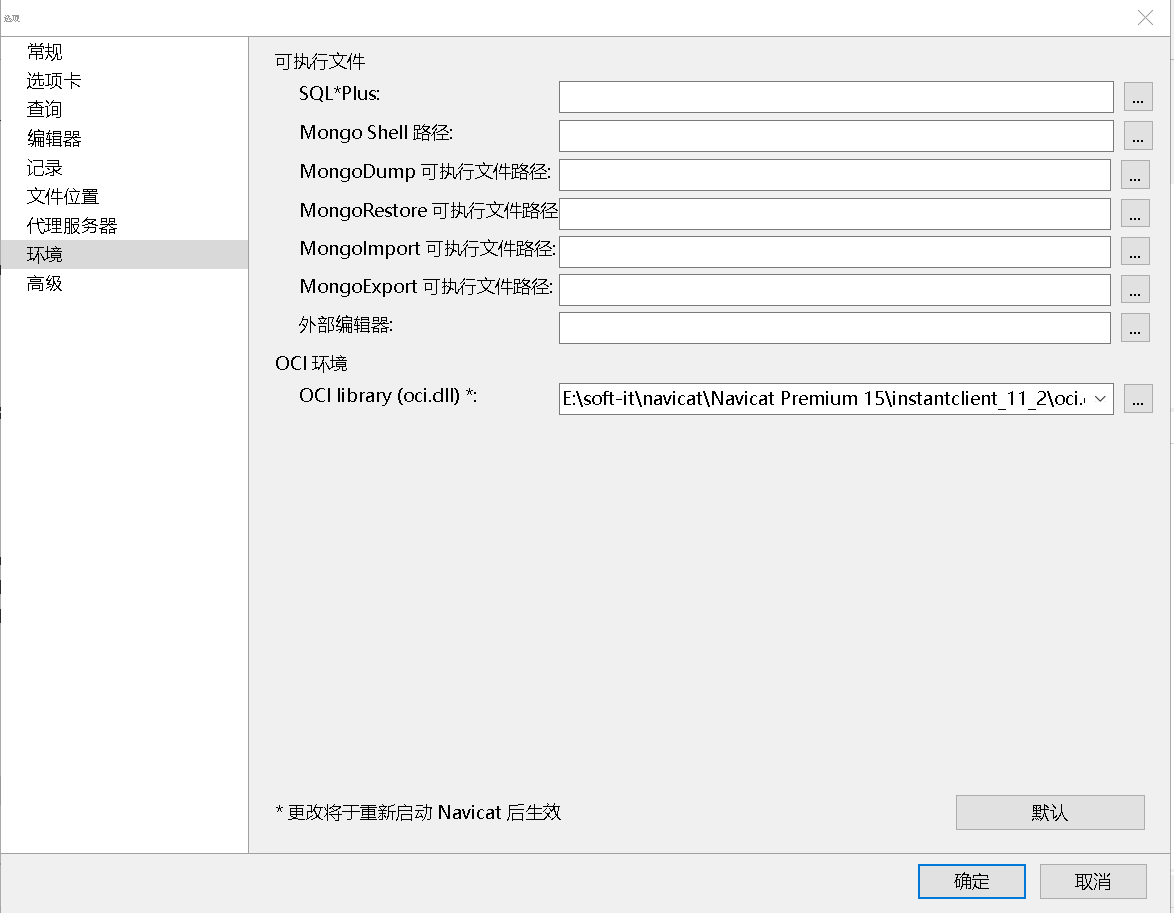 选项
常规
选项卡
查询
编辑器
记录
文件位置
代理服务器
环境
高级
可执行文件
SQL*Plus:
...
Mongo Shell 路径:
...
MongoDump 可执行文件路径:
...
MongoRestore 可执行文件路径
...
MongoImport 可执行文件路径:
...
MongoExport 可执行文件路径:
...
外部编辑器:
...
OCI 环境
OCI library (oci.dll) *:
E:\soft-it\navicat\Navicat Premium 15\instantclient_11_2\oci.
...
* 更改将于重新启动 Navicat 后生效
默认
确定
取消